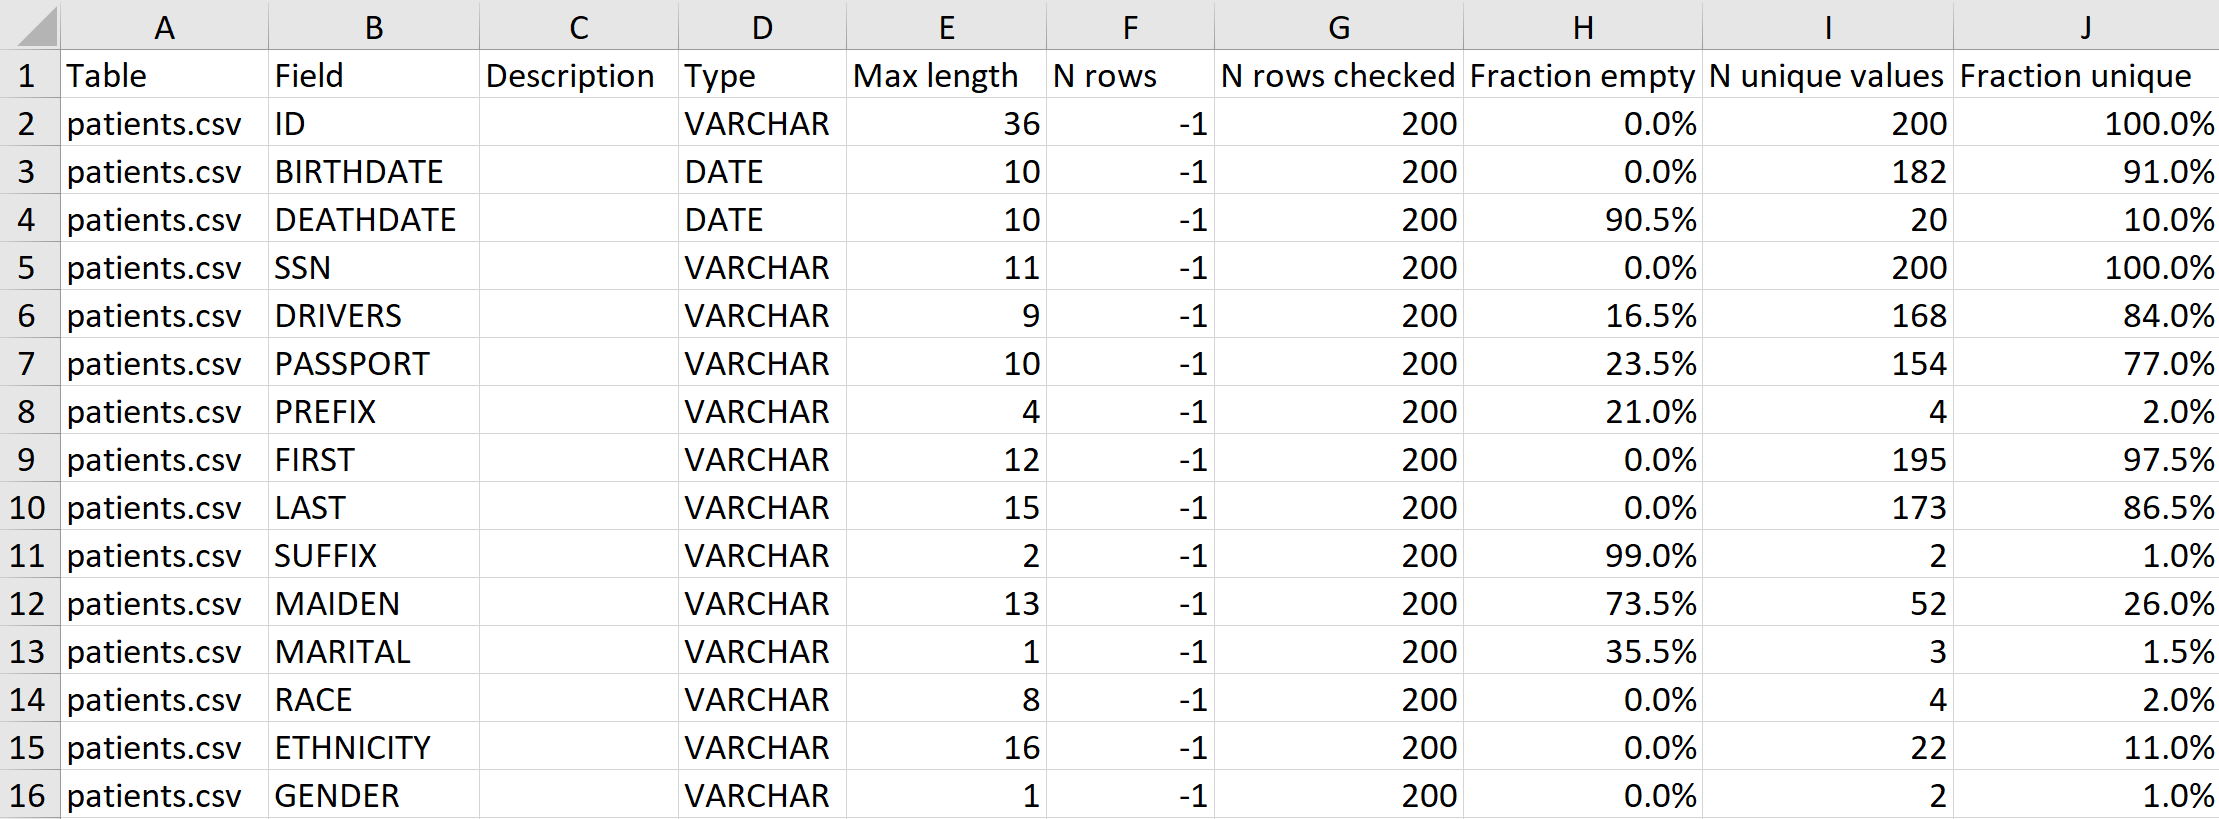 A B C D E F G H I J
1 Table Field Description Type Max length N rows N rows checked Fraction empty N unique values Fraction unique
2 patients.csv ID VARCHAR 36 -1 200 0.0% 200 100.0%
3 patients.csv BIRTHDATE DATE 10 -1 200 0.0% 182 91.0%
4 patients.csv DEATHDATE DATE 10 -1 200 90.5% 20 10.0%
5 patients.csv SSN VARCHAR 11 -1 200 0.0% 200 100.0%
6 patients.csv DRIVERS VARCHAR 9 -1 200 16.5% 168 84.0%
7 patients.csv PASSPORT VARCHAR 10 -1 200 23.5% 154 77.0%
8 patients.csv PREFIX VARCHAR 4 -1 200 21.0% 4 2.0%
9 patients.csv FIRST VARCHAR 12 -1 200 0.0% 195 97.5%
10 patients.csv LAST VARCHAR 15 -1 200 0.0% 173 86.5%
11 patients.csv SUFFIX VARCHAR 2 -1 200 99.0% 2 1.0%
12 patients.csv MAIDEN VARCHAR 13 -1 200 73.5% 52 26.0%
13 patients.csv MARITAL VARCHAR 1 -1 200 35.5% 3 1.5%
14 patients.csv RACE VARCHAR 8 -1 200 0.0% 4 2.0%
15 patients.csv ETHNICITY VARCHAR 16 -1 200 0.0% 22 11.0%
16 patients.csv GENDER VARCHAR 1 -1 200 0.0% 2 1.0%